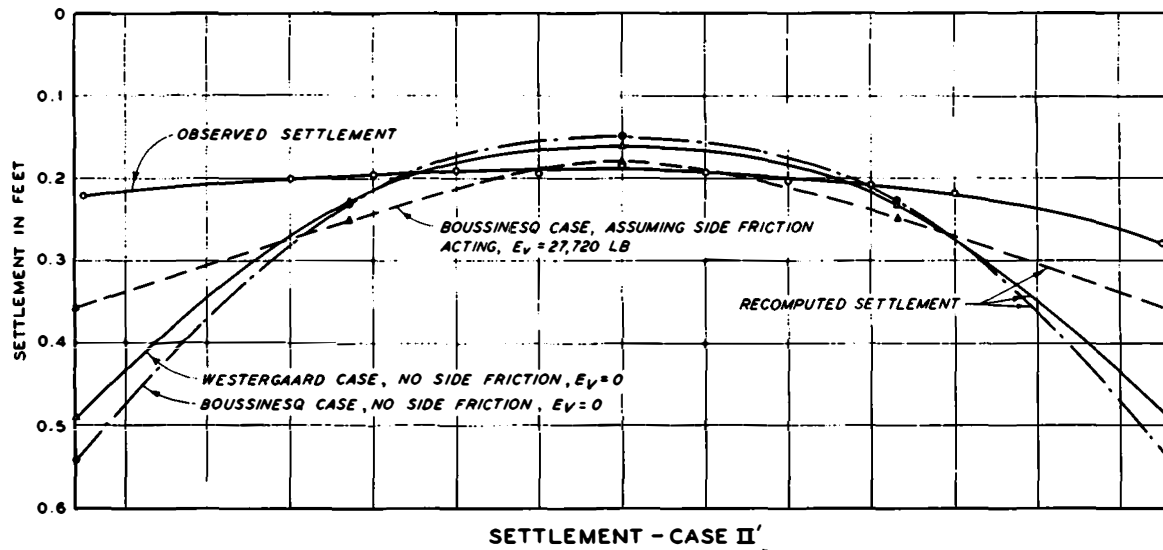 0
0.1
OBSERVED SETTLEMENT
0.2
BOUSSINESQ CASE, ASSUMING SIDE FRICTION
ACTING, Eᵥ = 27,720 LB
0.3
SETTLEMENT IN FEET
RECOMPUTED SETTLEMENT
0.4
WESTERGAARD CASE, NO SIDE FRICTION, Eᵥ = 0
BOUSSINESQ CASE, NO SIDE FRICTION, Eᵥ = 0
0.5
0.6
SETTLEMENT - CASE II'